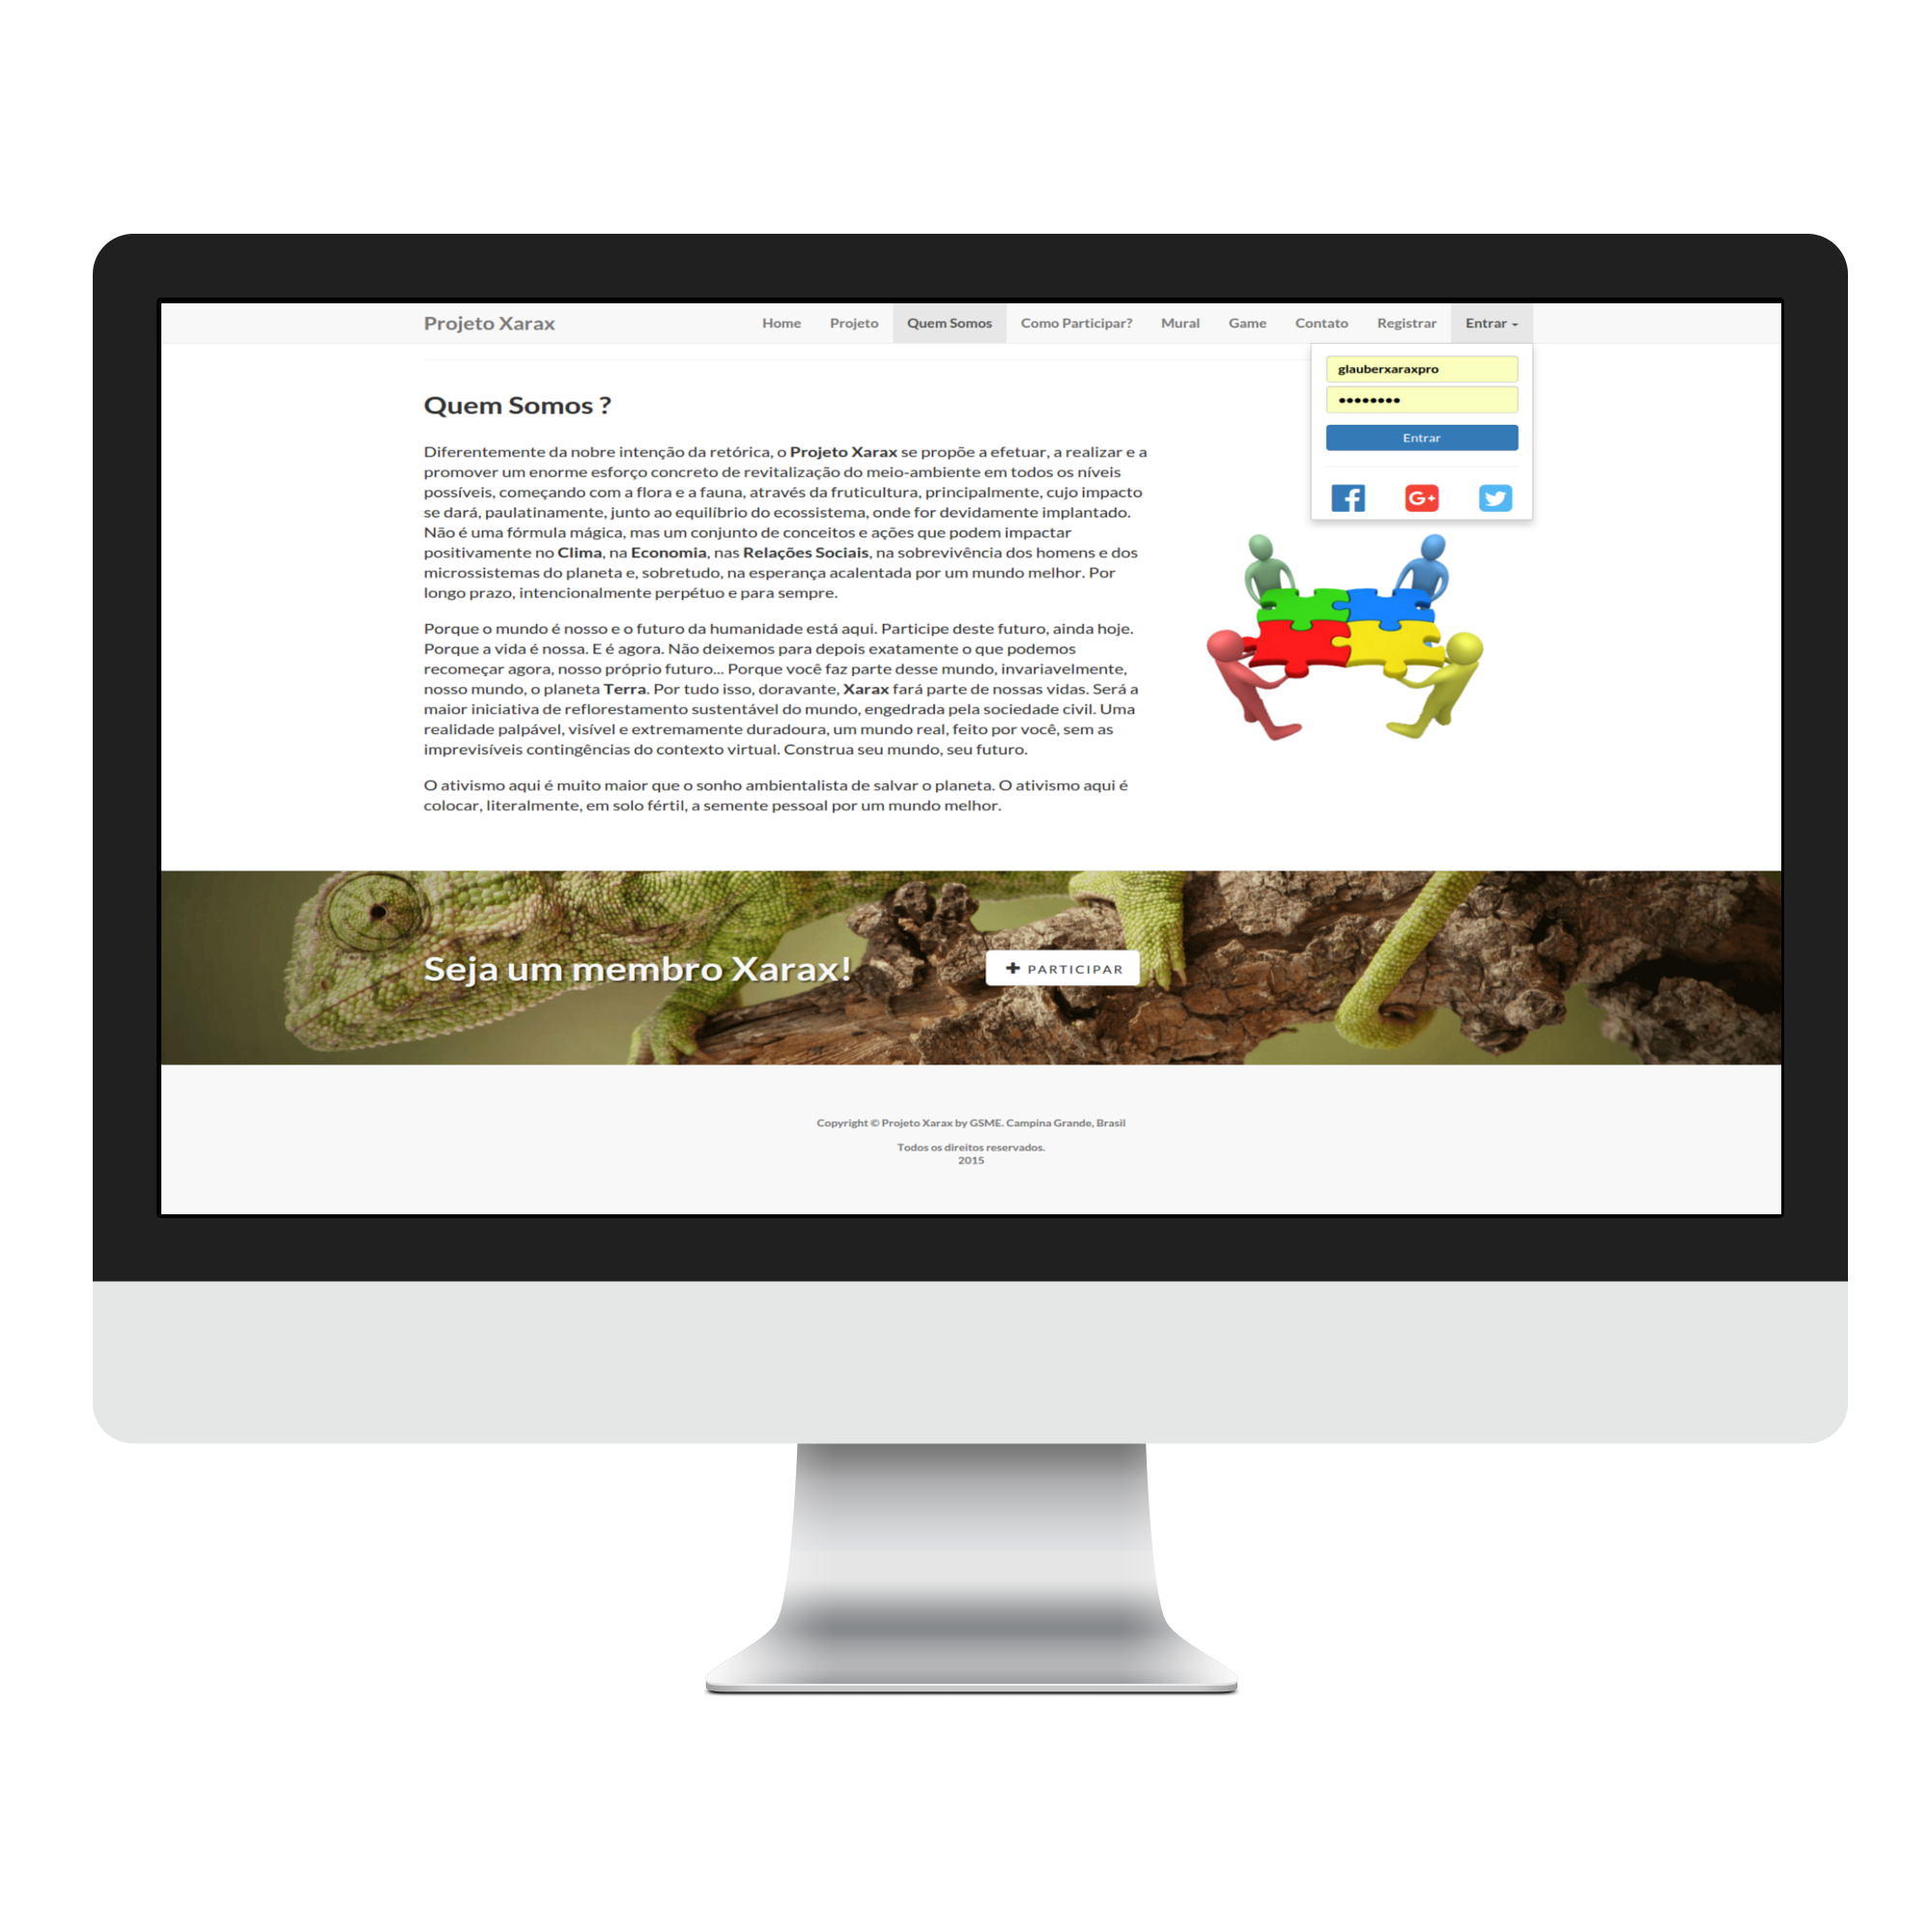 Projeto Xarax
Home Projeto Quem Somos Como Participar? Mural Game Contato Registrar Entrar
glauberxaraxpro
••••••••
Entrar
Quem Somos ?
Diferentemente da nobre intenção da retórica, o Projeto Xarax se propõe a efetuar, a realizar e a
promover um enorme esforço concreto de revitalização do meio-ambiente em todos os níveis
possíveis, começando com a flora e a fauna, através da fruticultura, principalmente, cujo impacto
se dará, paulatinamente, junto ao equilíbrio do ecossistema, onde for devidamente implantado.
Não é uma fórmula mágica, mas um conjunto de conceitos e ações que podem impactar
positivamente no Clima, na Economia, nas Relações Sociais, na sobrevivência dos homens e dos
microssistemas do planeta e, sobretudo, na esperança acalentada por um mundo melhor. Por
longo prazo, intencionalmente perpétuo e para sempre.
Porque o mundo é nosso e o futuro da humanidade está aqui. Participe deste futuro, ainda hoje.
Porque a vida é nossa. E é agora. Não deixemos para depois exatamente o que podemos
recomeçar agora, nosso próprio futuro... Porque você faz parte desse mundo, invariavelmente,
nosso mundo, o planeta Terra. Por tudo isso, doravante, Xarax fará parte de nossas vidas. Será a
maior iniciativa de reflorestamento sustentável do mundo, engedrada pela sociedade civil. Uma
realidade palpável, visível e extremamente duradoura, um mundo real, feito por você, sem as
imprevisíveis contingências do contexto virtual. Construa seu mundo, seu futuro.
O ativismo aqui é muito maior que o sonho ambientalista de salvar o planeta. O ativismo aqui é
colocar, literalmente, em solo fértil, a semente pessoal por um mundo melhor.
Seja um membro Xarax!
PARTICIPAR
Copyright © Projeto Xarax by GSME. Campina Grande, Brasil
Todos os direitos reservados.
2015